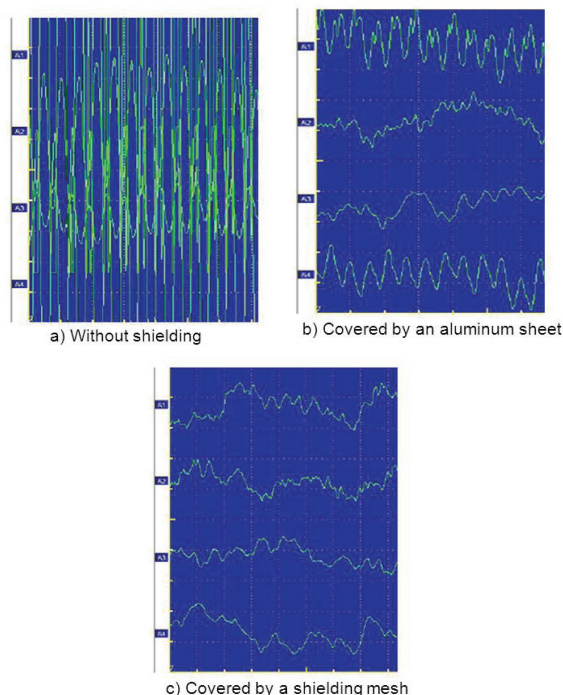 A1
A2
A3
A4
a) Without shielding
A1
A2
A3
A4
b) Covered by an aluminum sheet
A1
A2
A3
A4
c) Covered by a shielding mesh